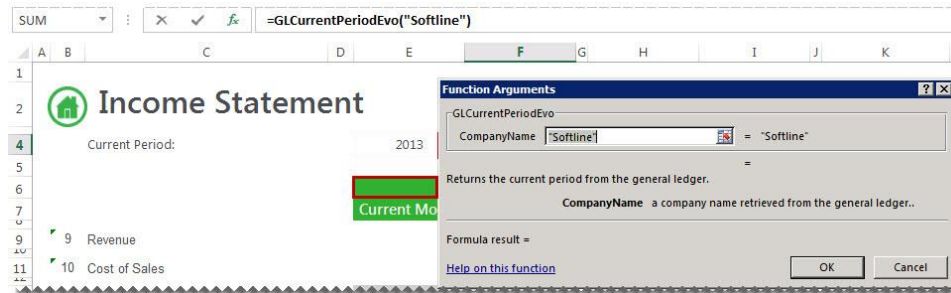 SUM =GLCurrentPeriodEvo("Softline")
A B C D E F G H I J K
1
2 Income Statement
4 Current Period: 2013
5
6
7 Current Mo
9 9 Revenue
11 10 Cost of Sales
Function Arguments
GLCurrentPeriodEvo
CompanyName "Softline" = "Softline"
=
Returns the current period from the general ledger.
CompanyName a company name retrieved from the general ledger..
Formula result =
Help on this function OK Cancel